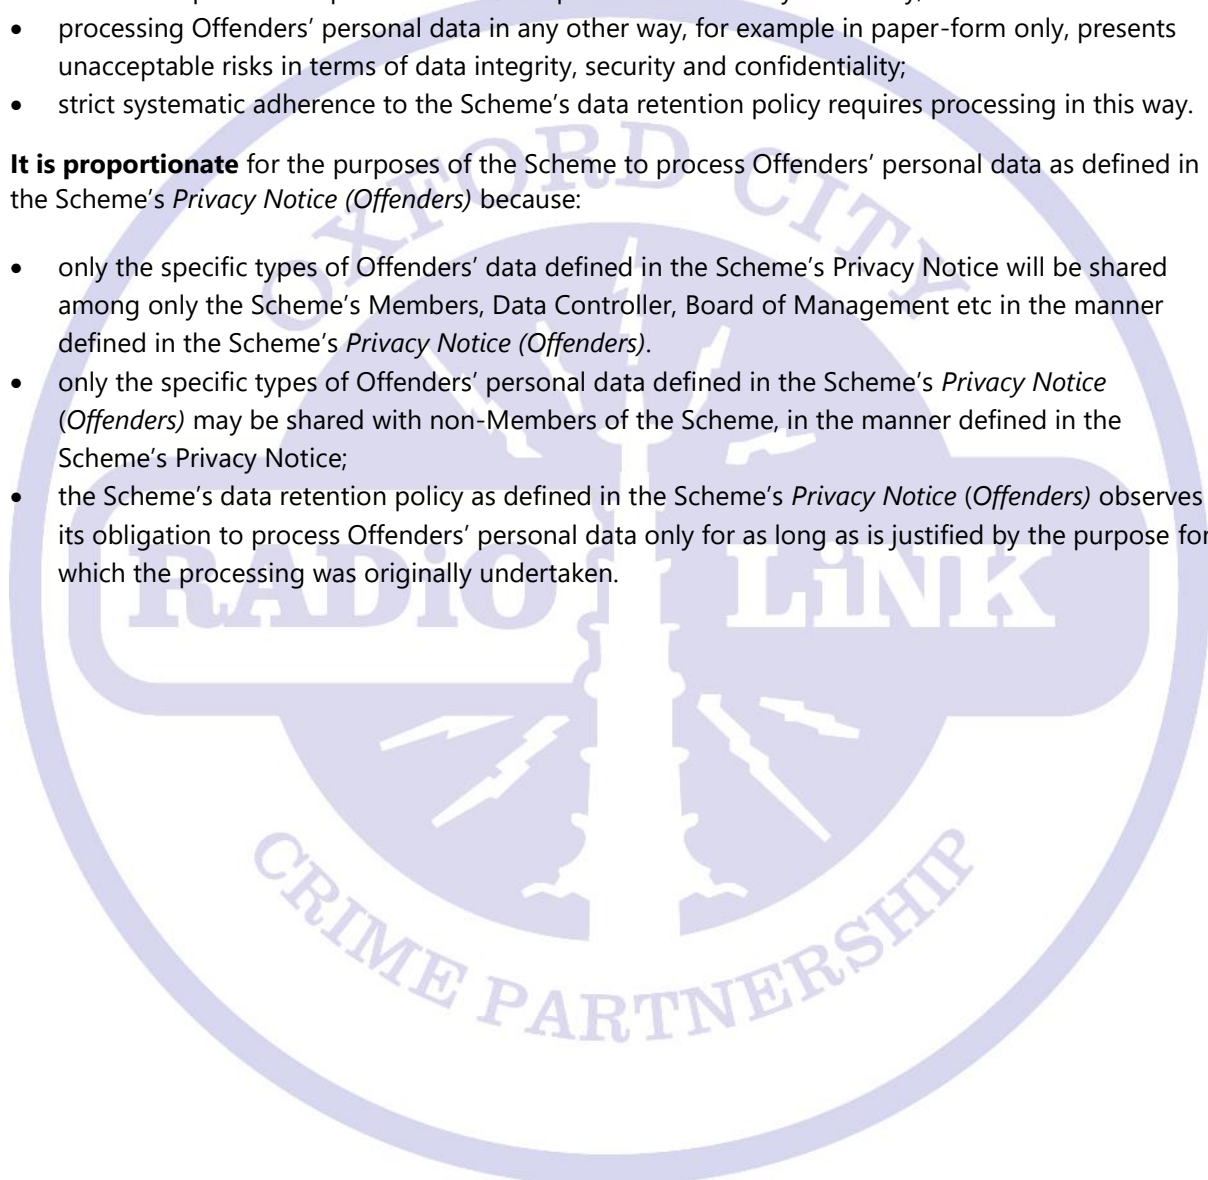 • processing Offenders’ personal data in any other way, for example in paper-form only, presents
unacceptable risks in terms of data integrity, security and confidentiality;
• strict systematic adherence to the Scheme’s data retention policy requires processing in this way.
It is proportionate for the purposes of the Scheme to process Offenders’ personal data as defined in
the Scheme’s Privacy Notice (Offenders) because:
• only the specific types of Offenders’ data defined in the Scheme’s Privacy Notice will be shared
among only the Scheme’s Members, Data Controller, Board of Management etc in the manner
defined in the Scheme’s Privacy Notice (Offenders).
• only the specific types of Offenders’ personal data defined in the Scheme’s Privacy Notice
(Offenders) may be shared with non-Members of the Scheme, in the manner defined in the
Scheme’s Privacy Notice;
• the Scheme’s data retention policy as defined in the Scheme’s Privacy Notice (Offenders) observes
its obligation to process Offenders’ personal data only for as long as is justified by the purpose for
which the processing was originally undertaken.
OXFORD CITY
RADiO LiNK
CRIME PARTNERSHIP